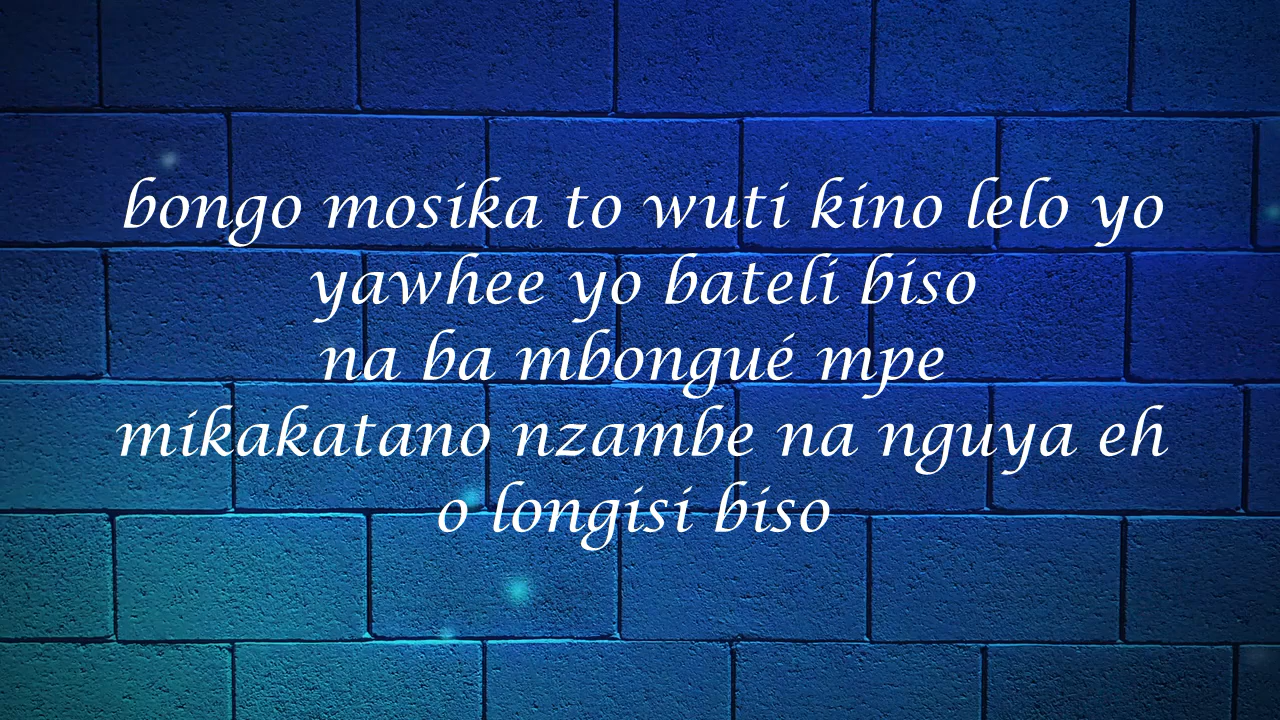 bongo mosika to wuti kino lelo yo
yawhee yo bateli biso
na ba mbongué mpe
mikakatano nzambe na nguya eh
o longisi biso